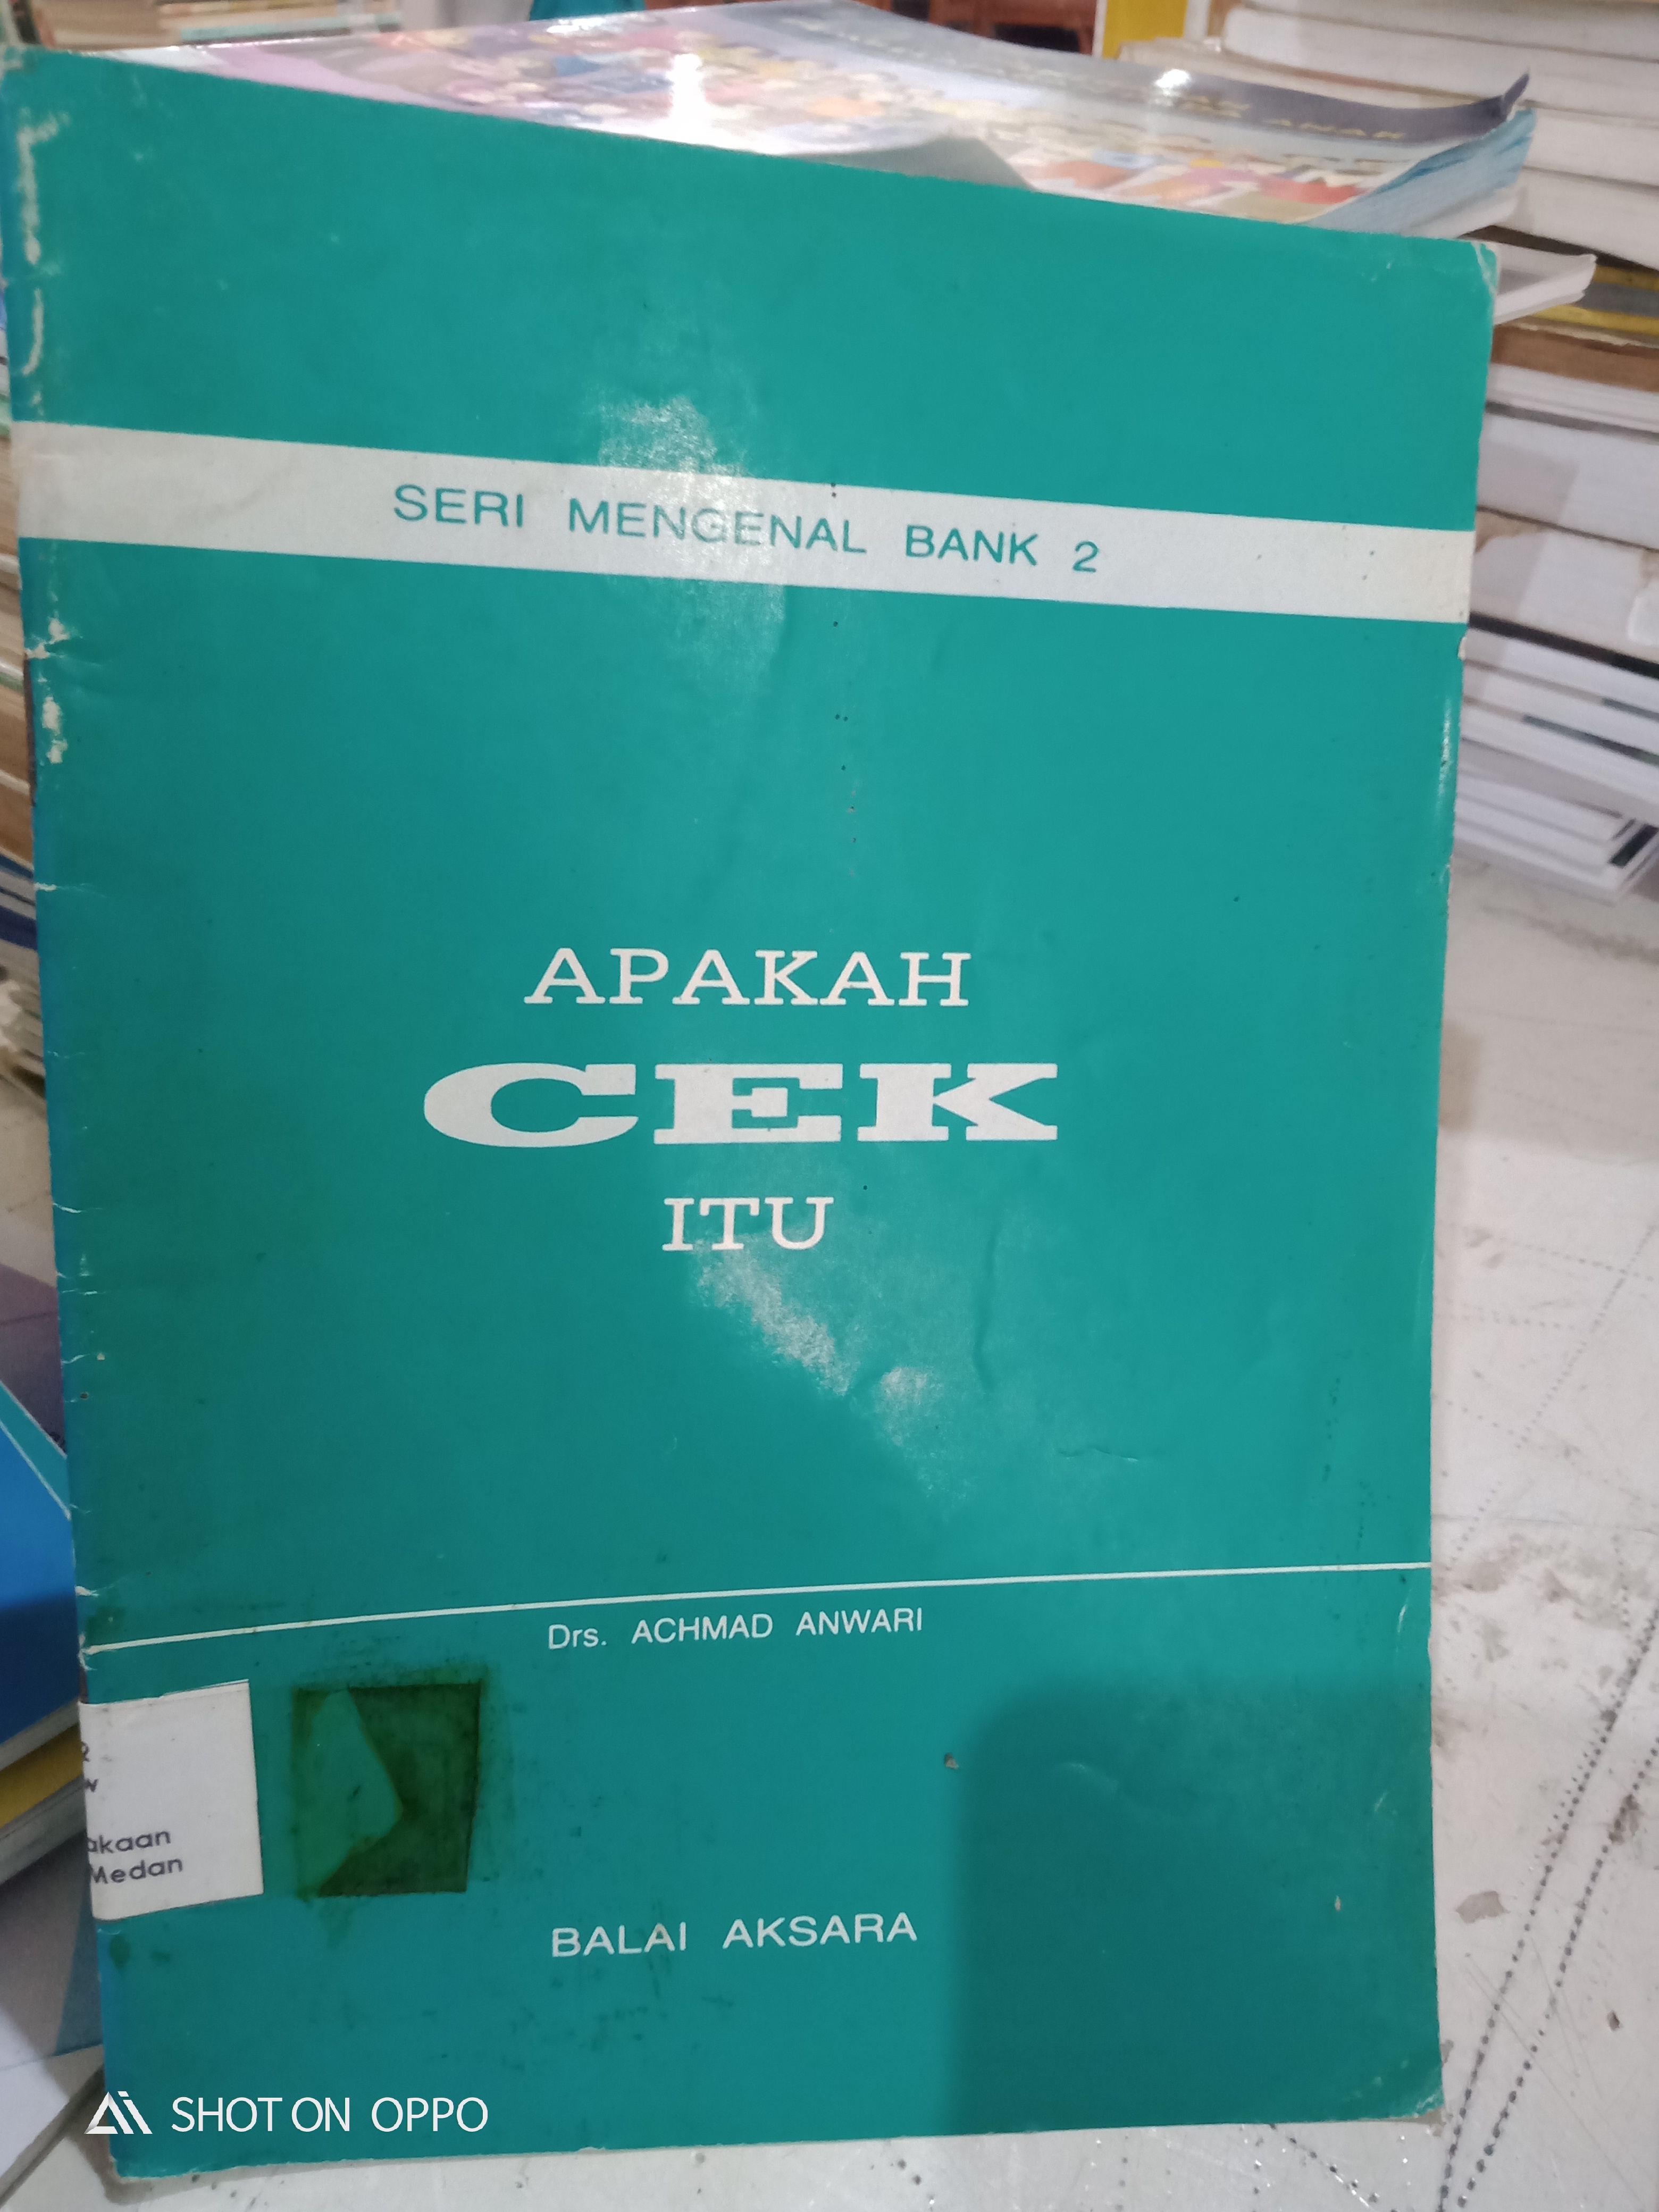 SERI MENGENAL BANK 2
APAKAH
CEK
ITU
Drs. ACHMAD ANWARI
akaan
Medan
BALAI AKSARA
SHOT ON OPPO